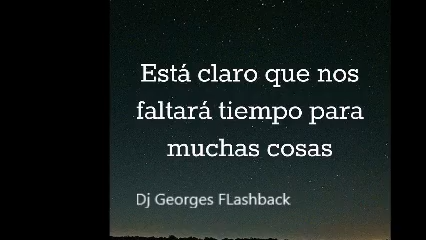 Está claro que nos
faltará tiempo para
muchas cosas
Dj Georges FLashback